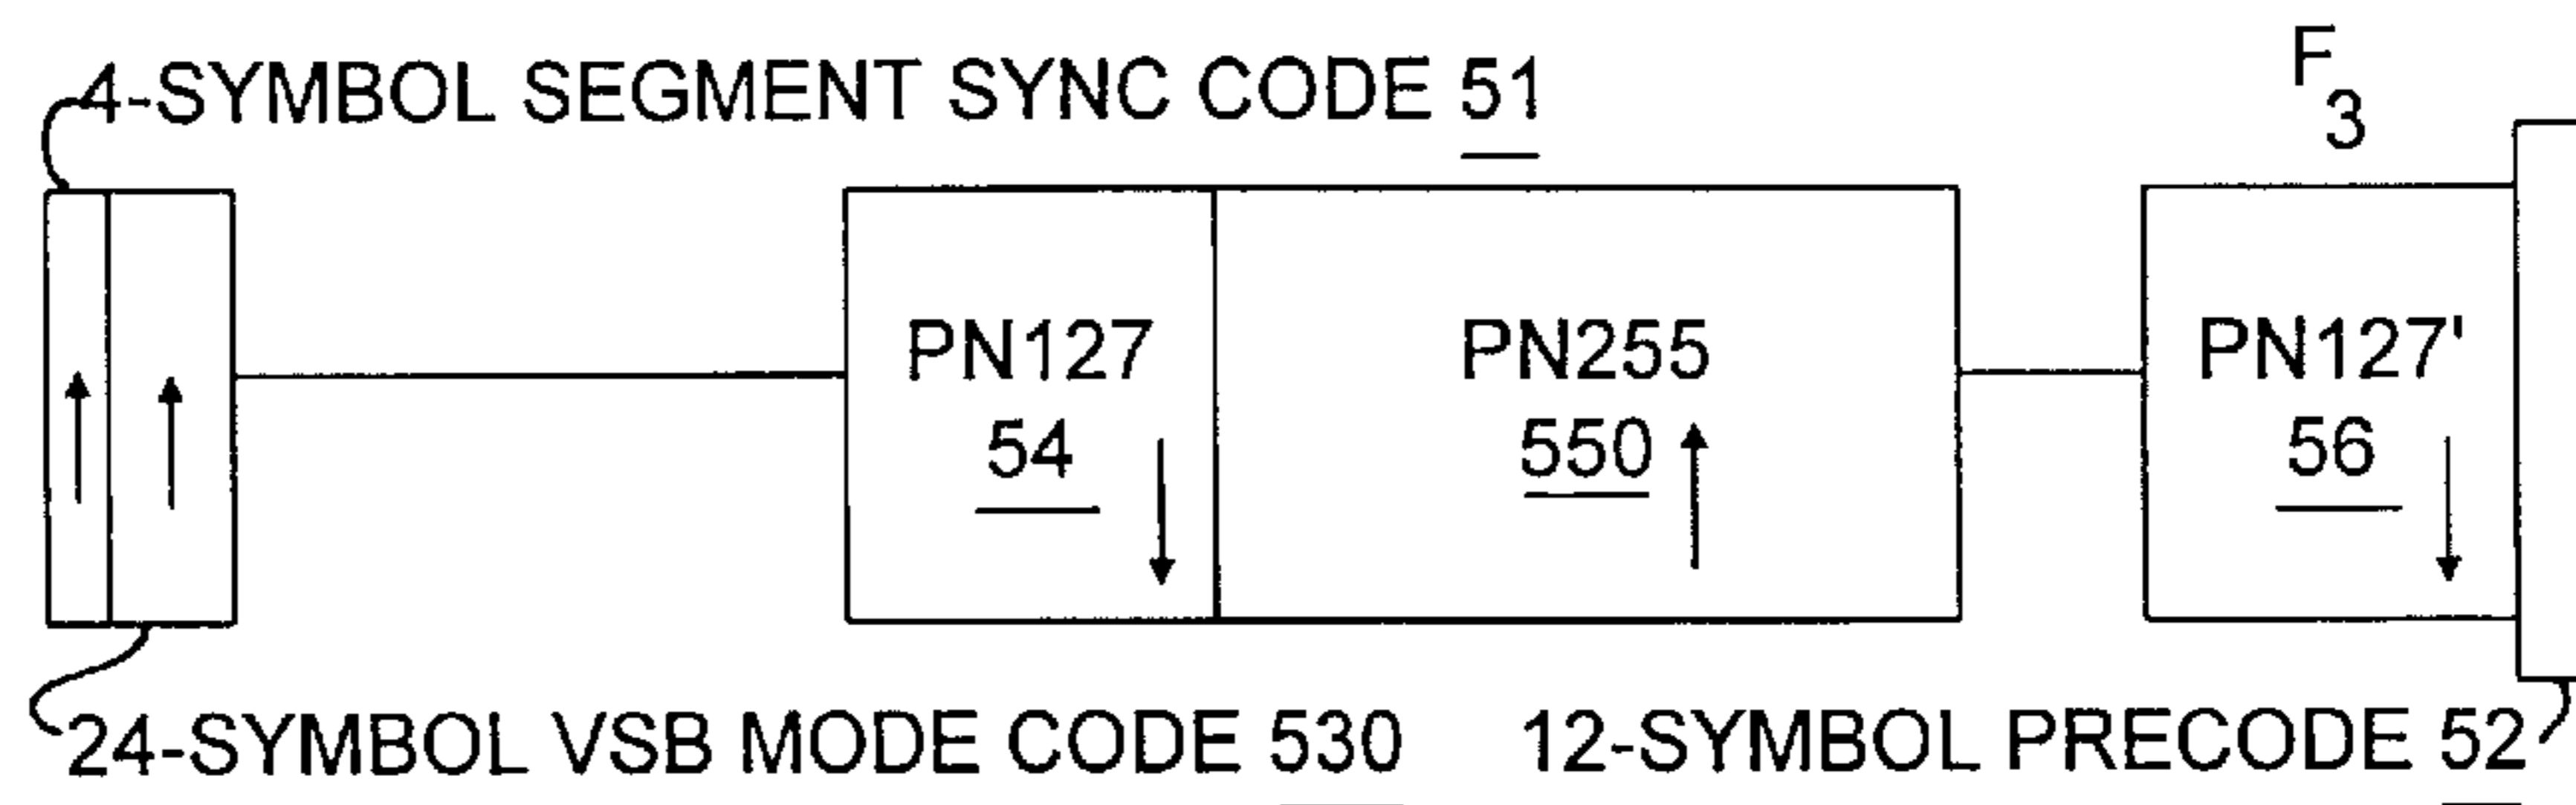 4-SYMBOL SEGMENT SYNC CODE 51
F
3
PN127
54
PN255
550
PN127'
56
24-SYMBOL VSB MODE CODE 530
12-SYMBOL PRECODE 52